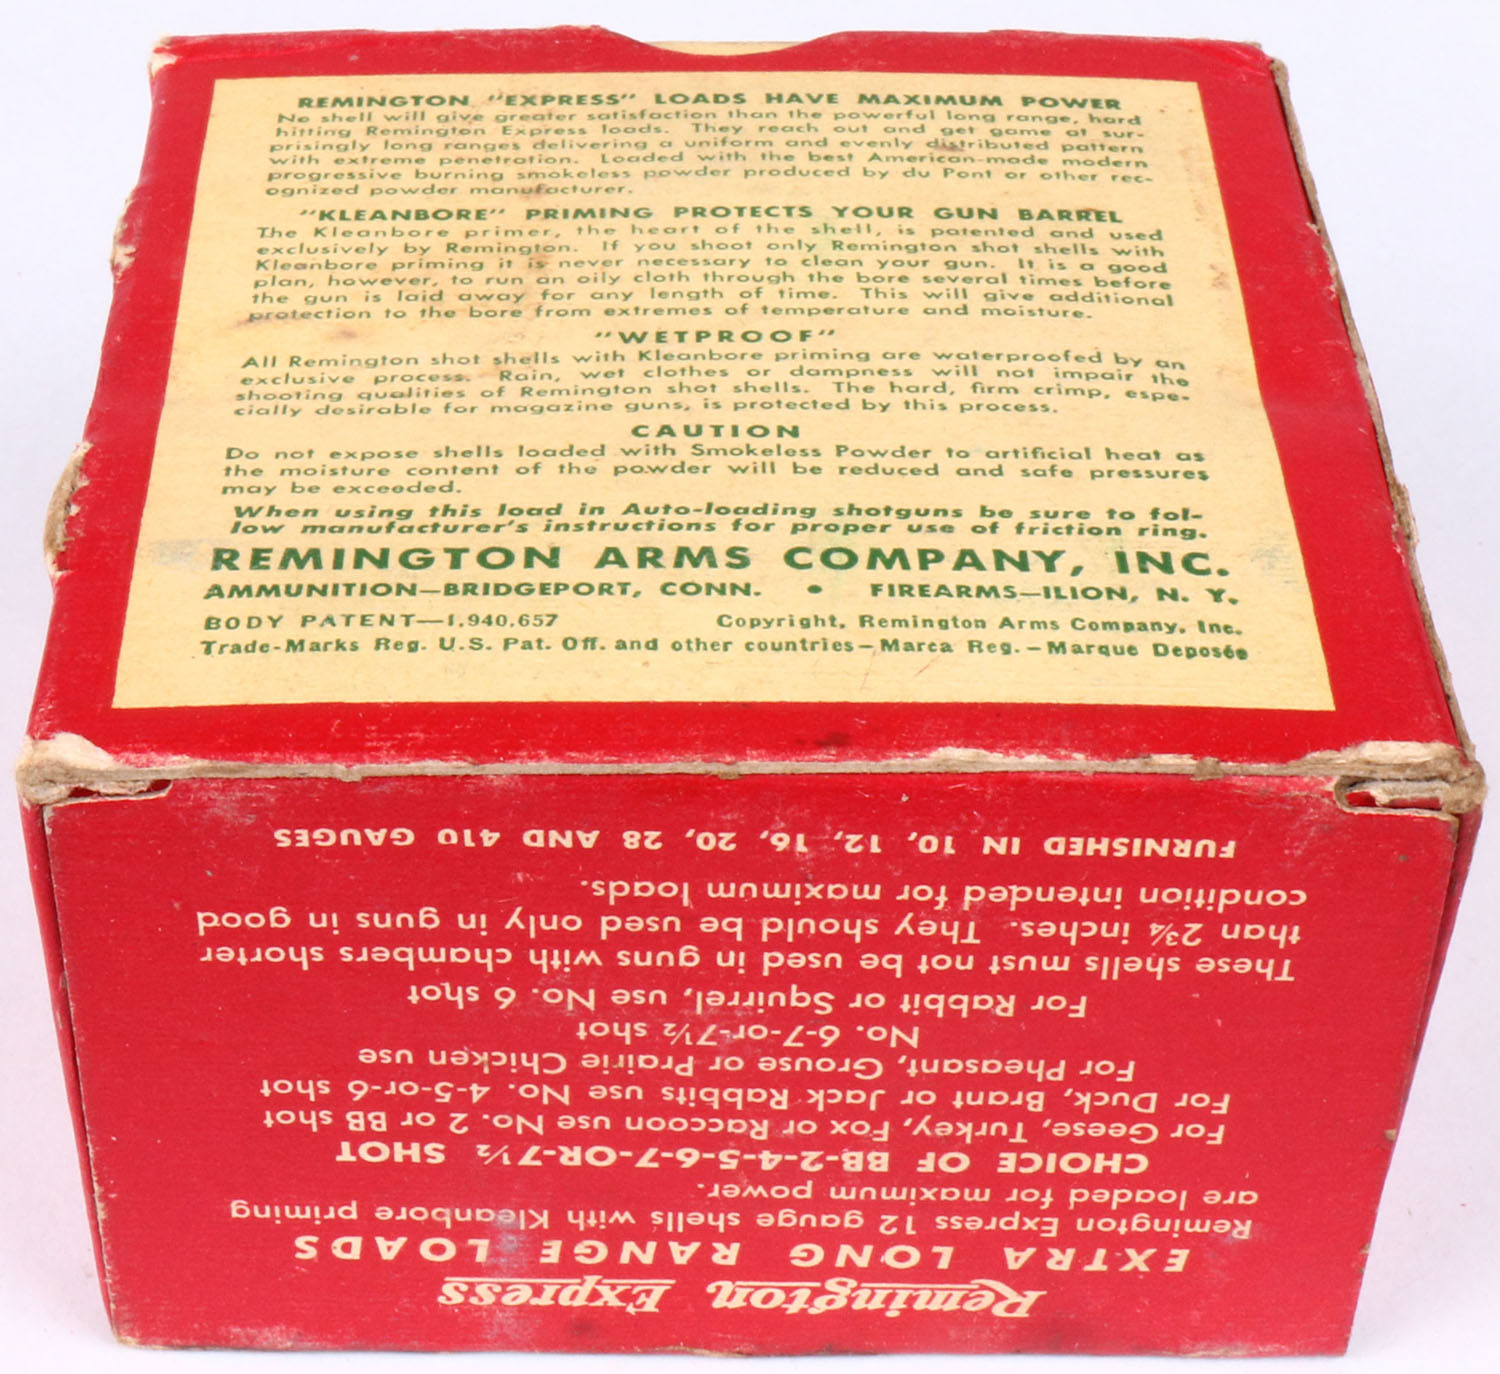 REMINGTON "EXPRESS" LOADS HAVE MAXIMUM POWER
No shell will give greater satisfaction than the powerful long range, hard
hitting Remington Express loads. They reach out and get game at sur-
prisingly long ranges delivering a uniform and evenly distributed pattern
with extreme penetration. Loaded with the best American-made modern
progressive burning smokeless powder produced by du Pont or other rec-
ognized powder manufacturer.
"KLEANBORE" PRIMING PROTECTS YOUR GUN BARREL
The Kleanbore primer, the heart of the shell, is patented and used
exclusively by Remington. If you shoot only Remington shot shells with
Kleanbore priming it is never necessary to clean your gun. It is a good
plan, however, to run an oily cloth through the bore several times before
the gun is laid away for any length of time. This will give additional
protection to the bore from extremes of temperature and moisture.
"WETPROOF"
All Remington shot shells with Kleanbore priming are waterproofed by an
exclusive process. Rain, wet clothes or dampness will not impair the
shooting qualities of Remington shot shells. The hard, firm crimp, espe-
cially desirable for magazine guns, is protected by this process.
CAUTION
Do not expose shells loaded with Smokeless Powder to artificial heat as
the moisture content of the powder will be reduced and safe pressures
may be exceeded.
When using this load in Auto-loading shotguns be sure to fol-
low manufacturer's instructions for proper use of friction ring.
REMINGTON ARMS COMPANY, INC.
AMMUNITION—BRIDGEPORT, CONN. • FIREARMS—ILION, N. Y.
BODY PATENT—1,940,657 Copyright, Remington Arms Company, Inc.
Trade-Marks Reg. U.S. Pat. Off. and other countries—Marca Reg.—Marque Deposée
Remington Express
EXTRA LONG RANGE LOADS
Remington Express 12 gauge shells with Kleanbore priming
are loaded for maximum power.
CHOICE OF BB-2-4-5-6-7-OR-7½ SHOT
For Geese, Turkey, Fox or Raccoon use No. 2 or BB shot
For Duck, Brant or Jack Rabbits use No. 4-5-or-6 shot
For Pheasant, Grouse or Prairie Chicken use
No. 6-7-or-7½ shot
For Rabbit or Squirrel, use No. 6 shot
These shells must not be used in guns with chambers shorter
than 2¾ inches. They should be used only in guns in good
condition intended for maximum loads.
FURNISHED IN 10, 12, 16, 20, 28 AND 410 GAUGES